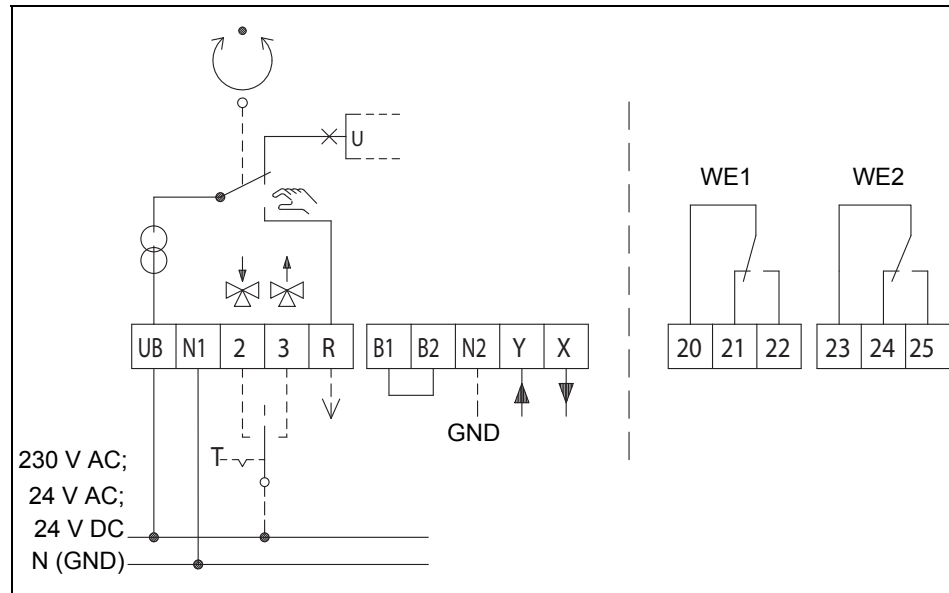 U
WE1 WE2
UB N1 2 3 R B1 B2 N2 Y X 20 21 22 23 24 25
GND
T
230 V AC;
24 V AC;
24 V DC
N (GND)